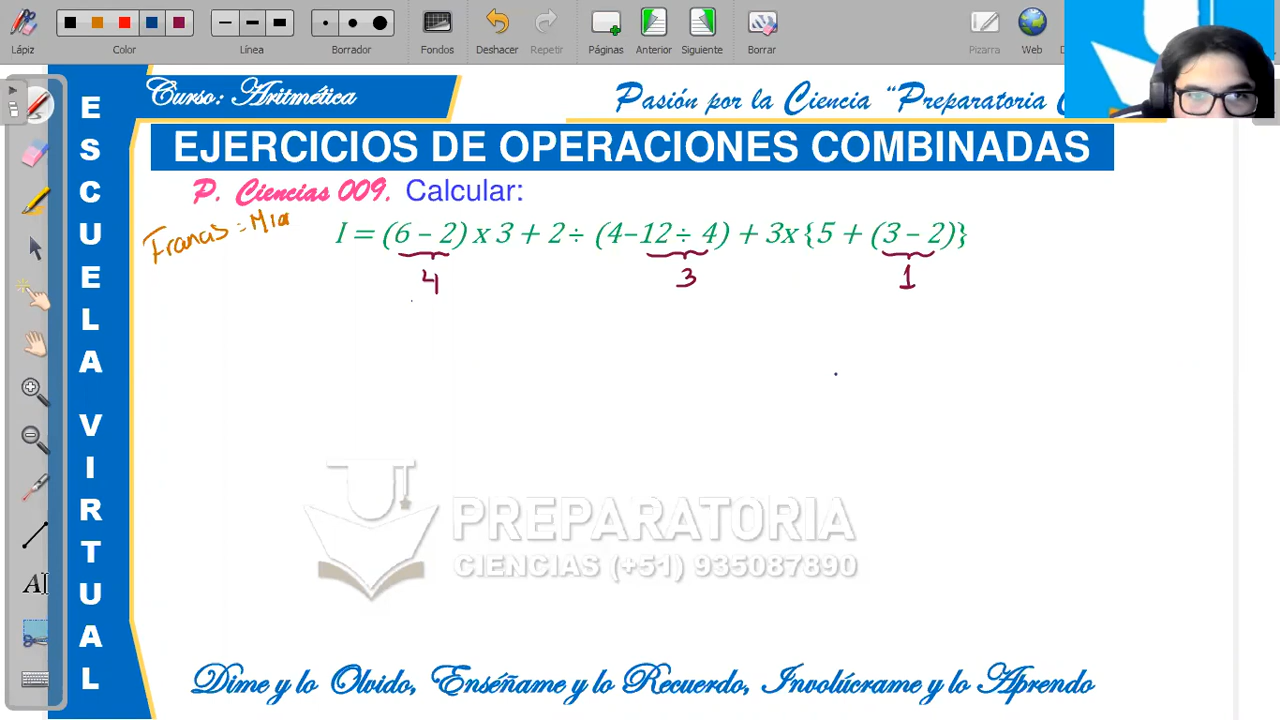 Lápiz Color Línea Borrador Fondos Deshacer Repetir Páginas Anterior Siguiente Borrar Pizarra Web
Curso: Aritmética
Pasión por la Ciencia “Preparatoria
EJERCICIOS DE OPERACIONES COMBINADAS
P. Ciencias 009. Calcular:
I = (6 – 2) x 3 + 2 ÷ (4–12 ÷ 4) + 3x {5 + (3 – 2)}
4 3 1
ESCUELA VIRTUAL
PREPARATORIA
CIENCIAS (+51) 935087890
Dime y lo Olvido, Enséñame y lo Recuerdo, Involúcrame y lo Aprendo